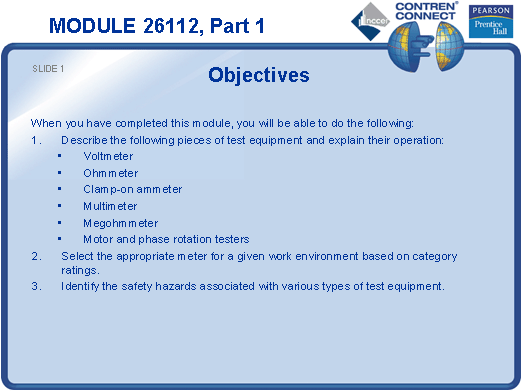 MODULE 26112, Part 1
nccer
CONTREN®
CONNECT
PEARSON
Prentice
Hall
SLIDE 1
Objectives
When you have completed this module, you will be able to do the following:
1. Describe the following pieces of test equipment and explain their operation:
• Voltmeter
• Ohmmeter
• Clamp-on ammeter
• Multimeter
• Megohmmeter
• Motor and phase rotation testers
2. Select the appropriate meter for a given work environment based on category
ratings.
3. Identify the safety hazards associated with various types of test equipment.